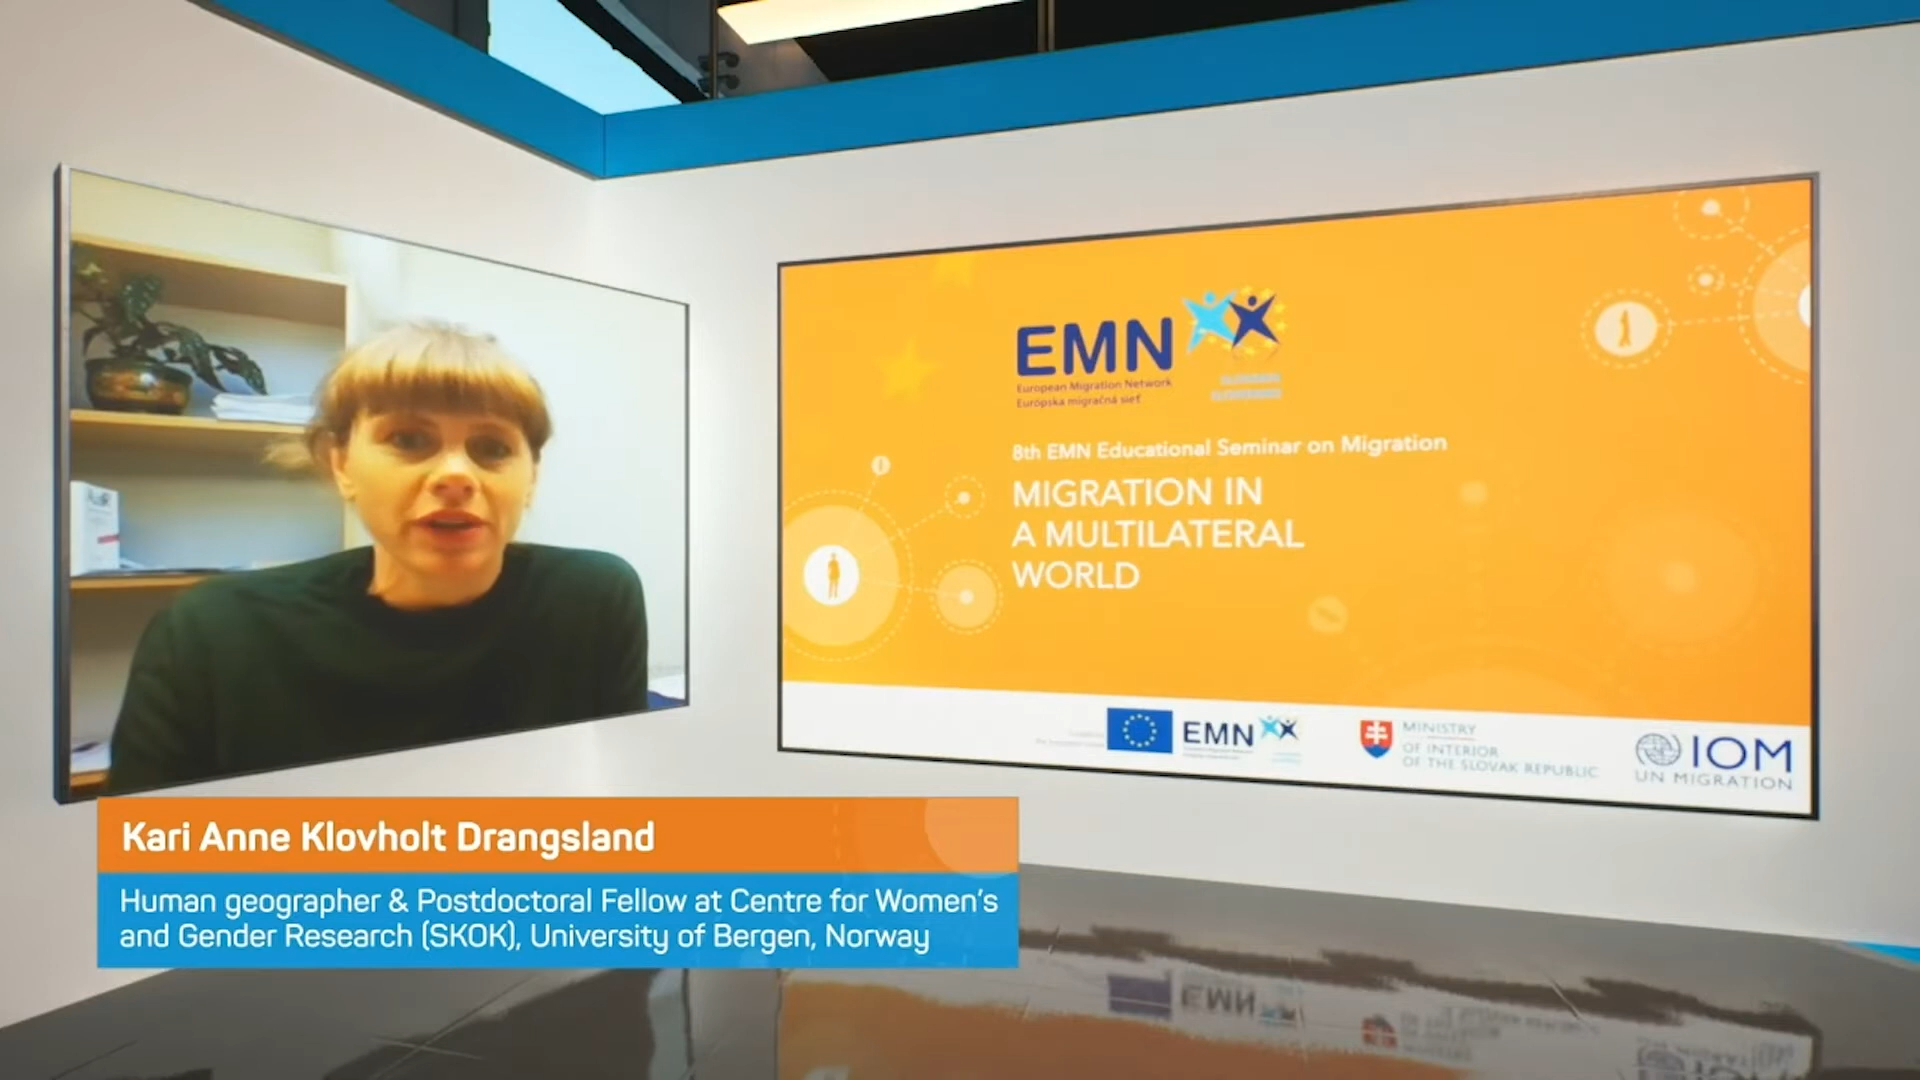 EMN
European Migration Network
Európska migračná sieť
8th EMN Educational Seminar on Migration
MIGRATION IN
A MULTILATERAL
WORLD
EMN
MINISTRY
OF INTERIOR
OF THE SLOVAK REPUBLIC
IOM
UN MIGRATION
Kari Anne Klovholt Drangsland
Human geographer & Postdoctoral Fellow at Centre for Women's
and Gender Research (SKOK), University of Bergen, Norway